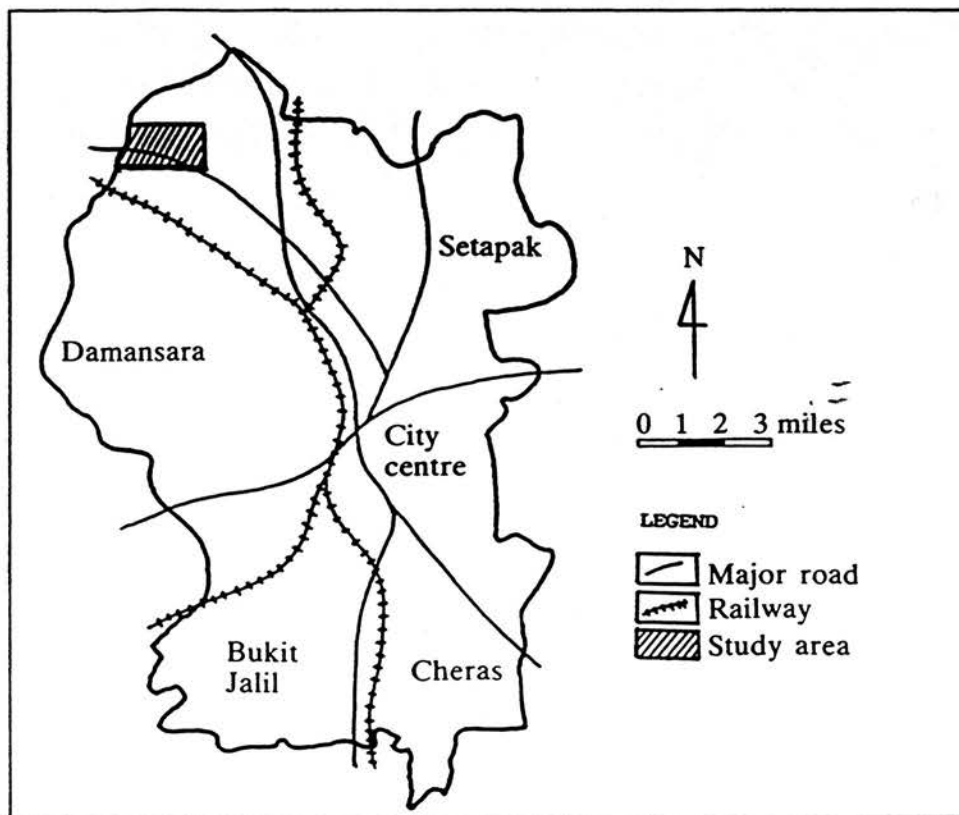 Setapak
N
Damansara
0 1 2 3 miles
City
centre
LEGEND
Major road
Railway
Study area
Bukit
Jalil
Cheras